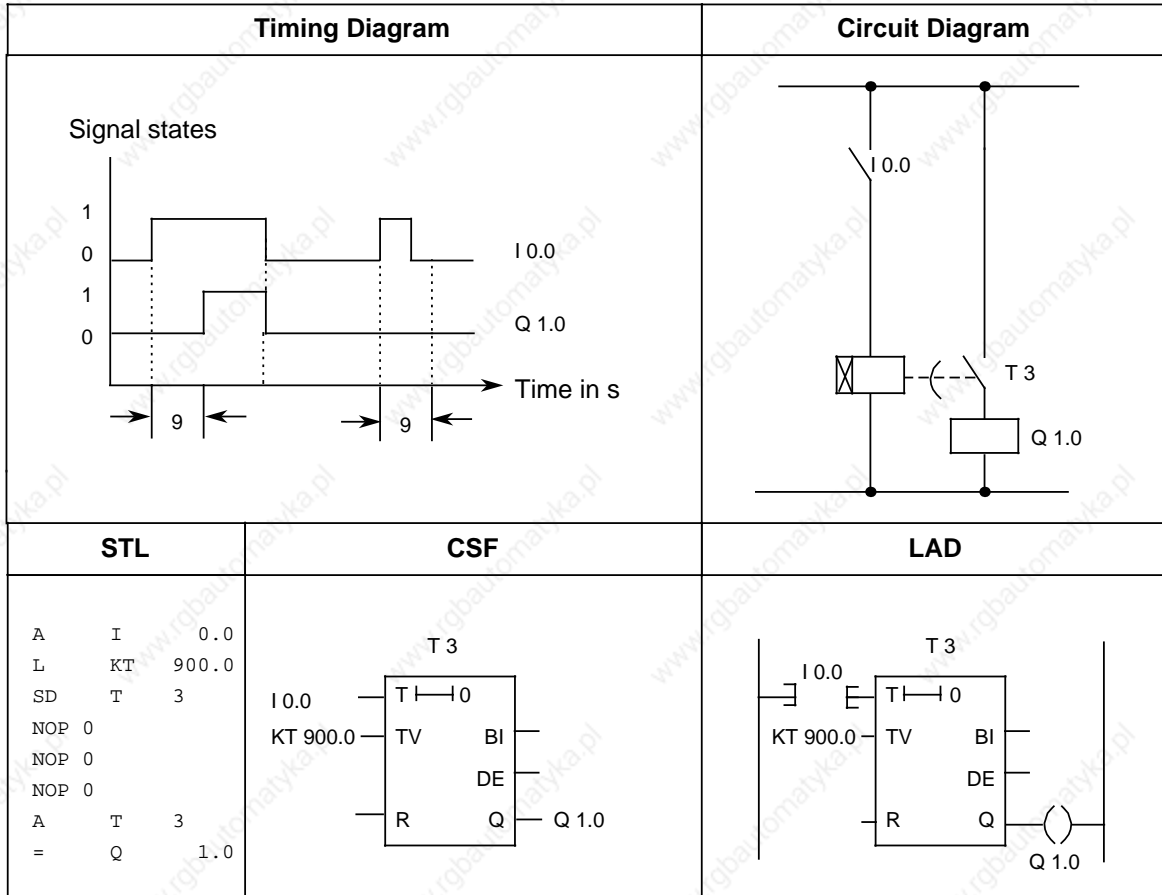 Timing Diagram
Circuit Diagram
Signal states
1
0
I 0.0
1
0
Q 1.0
Time in s
9
9
I 0.0
T 3
Q 1.0
STL
CSF
LAD
A I 0.0
L KT 900.0
SD T 3
NOP 0
NOP 0
NOP 0
A T 3
= Q 1.0
T 3
I 0.0
T 0
KT 900.0
TV
BI
DE
R
Q
Q 1.0
T 3
I 0.0
T 0
KT 900.0
TV
BI
DE
R
Q
Q 1.0
www.rgbautomatyka.pl